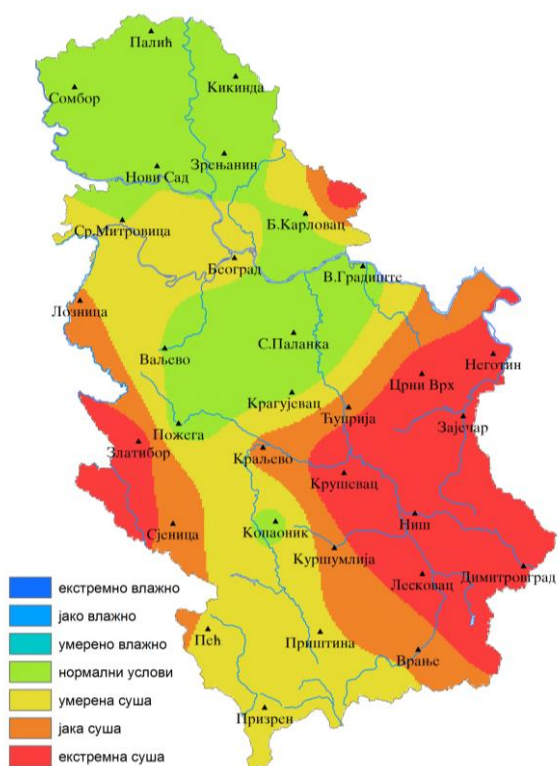 Палић
Сомбор
Кикинда
Зрењанин
Нови Сад
Б.Карловац
Ср.Митровица
Београд
В.Градиште
Лозница
Ваљево
С.Паланка
Неготин
Црни Врх
Крагујевац
Ћуприја
Зајечар
Пожега
Златибор
Краљево
Крушевац
Ниш
Сјеница
Копаоник
Куршумлија
Димитровград
Лесковац
Пећ
Приштина
Врање
Призрен
екстремно влажно
јако влажно
умерено влажно
нормални услови
умерена суша
јака суша
екстремна суша